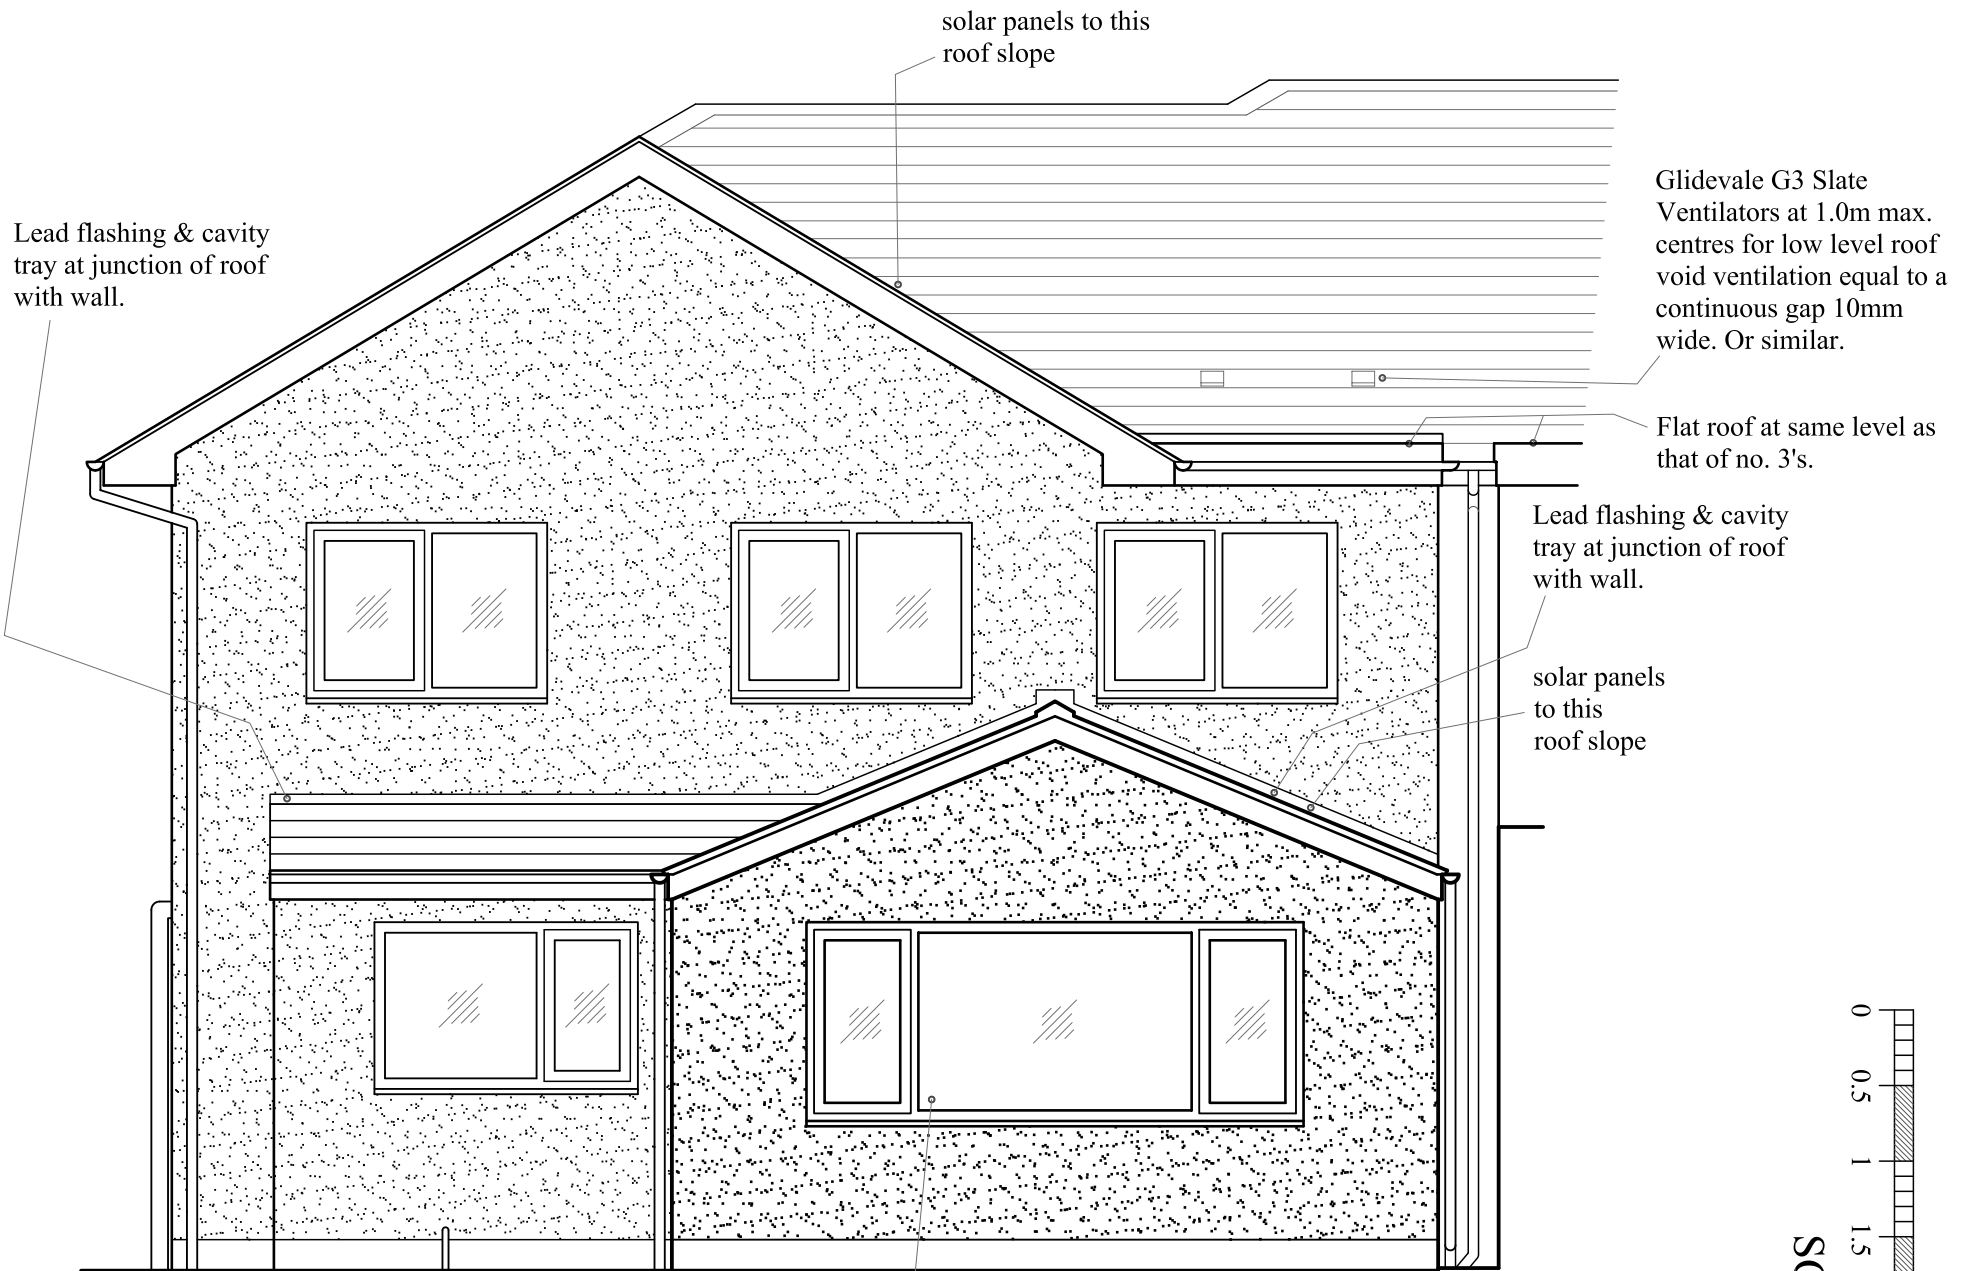 solar panels to this
roof slope
Lead flashing & cavity
tray at junction of roof
with wall.
Glidevale G3 Slate
Ventilators at 1.0m max.
centres for low level roof
void ventilation equal to a
continuous gap 10mm
wide. Or similar.
Flat roof at same level as
that of no. 3's.
Lead flashing & cavity
tray at junction of roof
with wall.
solar panels
to this
roof slope
0
0.5
1
1.5